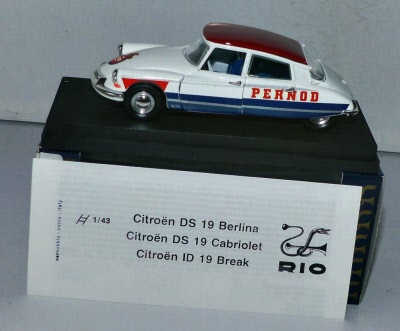 PERNOD
1/43
Citroën DS 19 Berlina
Citroën DS 19 Cabriolet
Citroën ID 19 Break
RIO